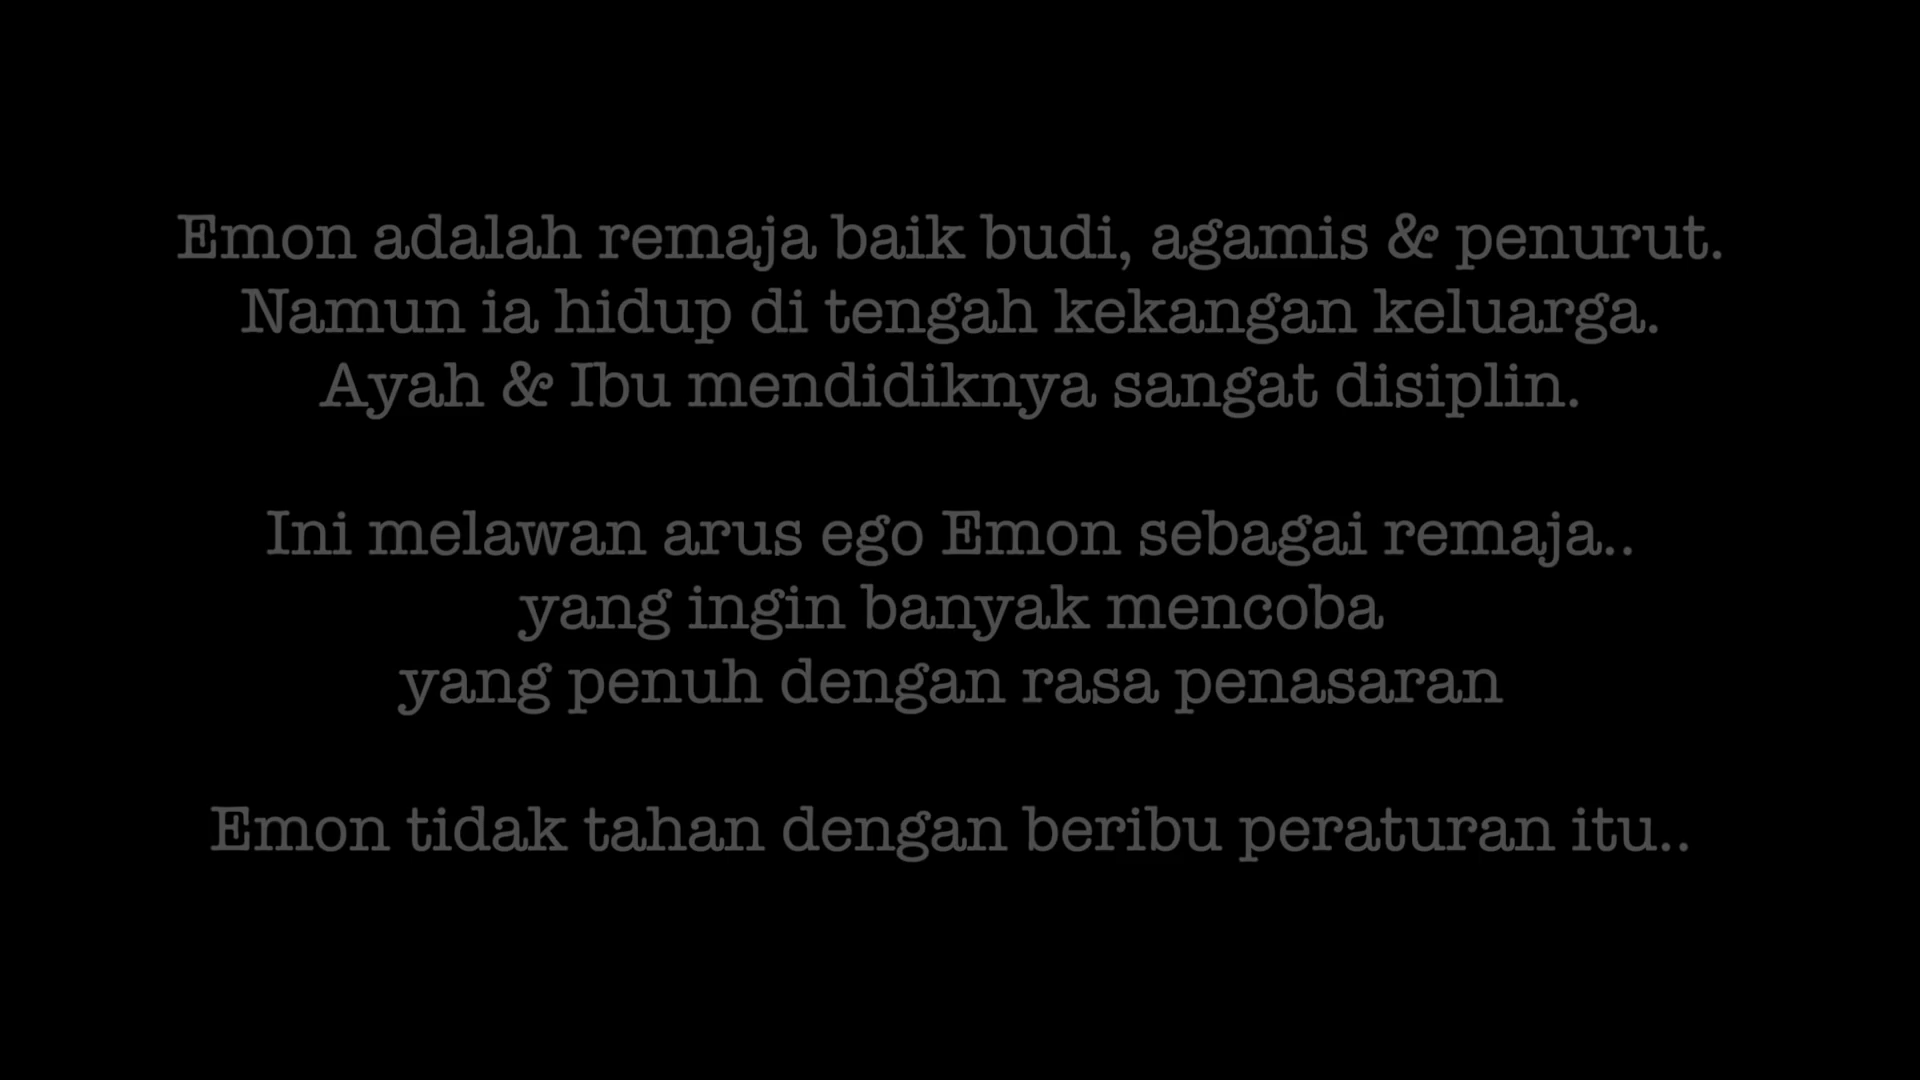 Emon adalah remaja baik budi, agamis & penurut.
Namun ia hidup di tengah kekangan keluarga.
Ayah & Ibu mendidiknya sangat disiplin.
Ini melawan arus ego Emon sebagai remaja..
yang ingin banyak mencoba
yang penuh dengan rasa penasaran
Emon tidak tahan dengan beribu peraturan itu..